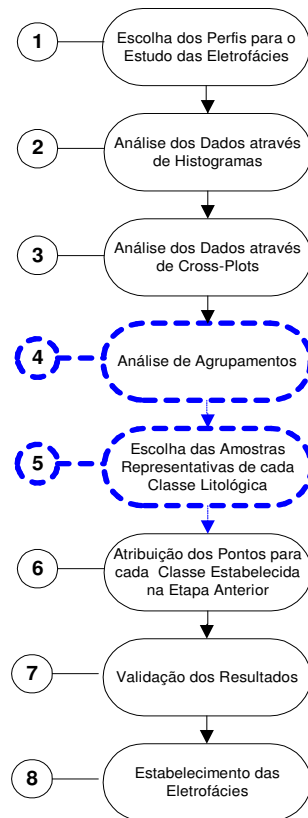 1
Escolha dos Perfis para o
Estudo das Eletrofácies
2
Análise dos Dados através
de Histogramas
3
Análise dos Dados através
de Cross-Plots
4
Análise de Agrupamentos
5
Escolha das Amostras
Representativas de cada
Classe Litológica
6
Atribuição dos Pontos para
cada Classe Estabelecida
na Etapa Anterior
7
Validação dos Resultados
8
Estabelecimento das
Eletrofácies